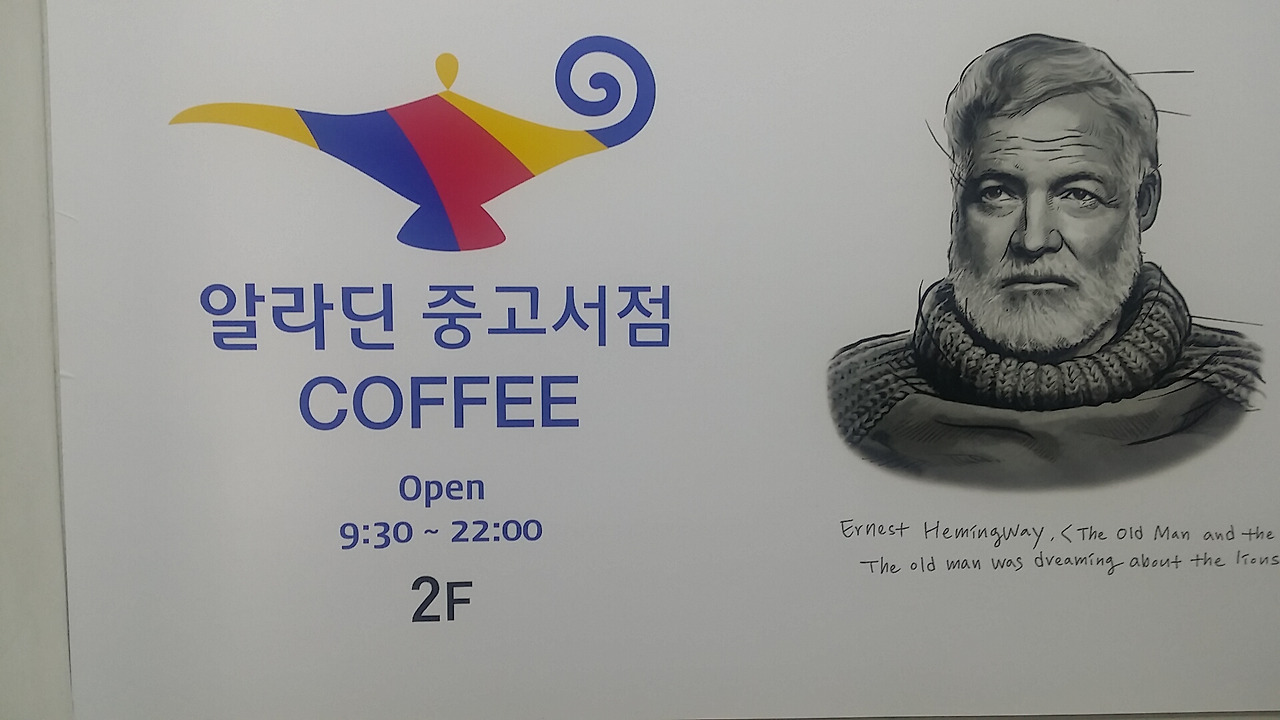 알라딘 중고서점
COFFEE
Open
9:30 ~ 22:00
2F
Ernest Hemingway, <The Old Man and the
The old man was dreaming about the lions